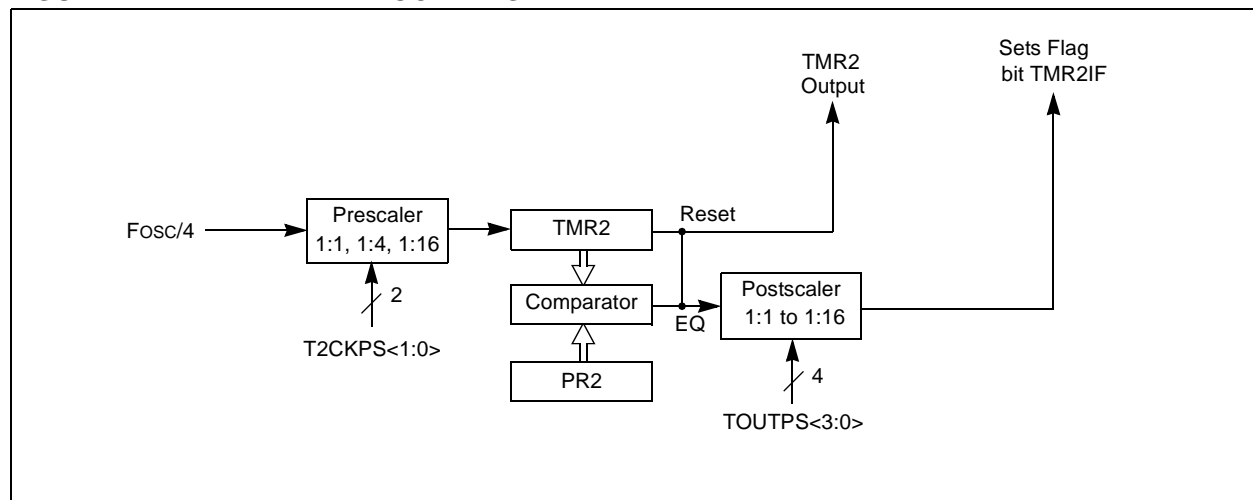 TMR2
Output
Sets Flag
bit TMR2IF
FOSC/4
Prescaler
1:1, 1:4, 1:16
2
T2CKPS<1:0>
TMR2
Reset
Comparator
EQ
PR2
Postscaler
1:1 to 1:16
4
TOUTPS<3:0>